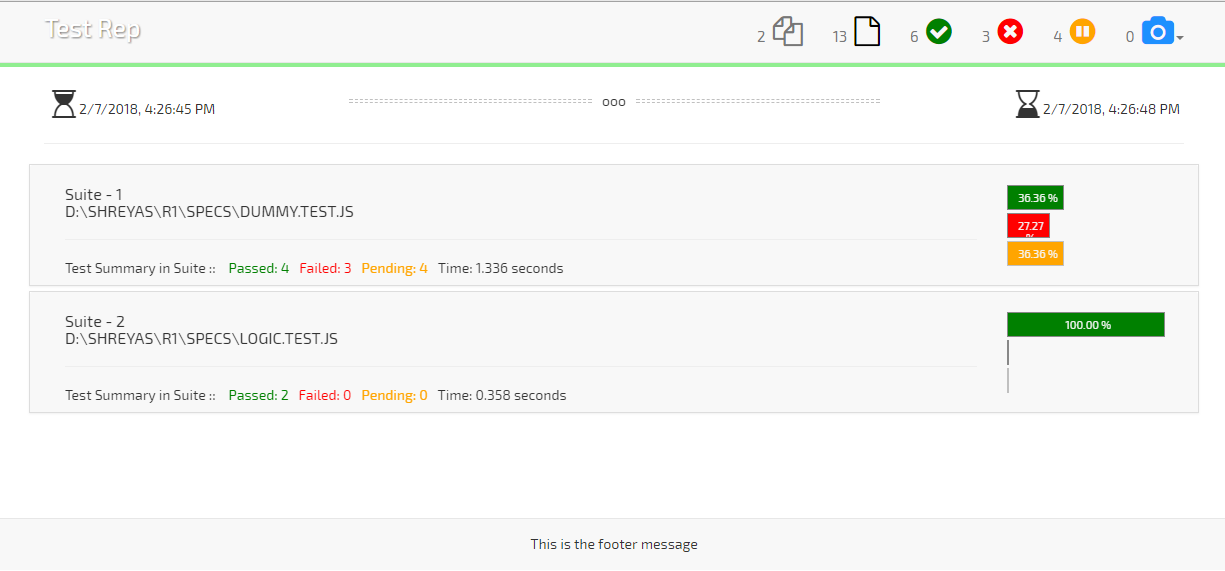 Test Rep
2 13 6 3 4 0
2/7/2018, 4:26:45 PM ooo 2/7/2018, 4:26:48 PM
Suite - 1
D:\SHREYAS\R1\SPECS\DUMMY.TEST.JS
Test Summary in Suite :: Passed: 4 Failed: 3 Pending: 4 Time: 1.336 seconds
36.36 %
27.27
%
36.36 %
Suite - 2
D:\SHREYAS\R1\SPECS\LOGIC.TEST.JS
Test Summary in Suite :: Passed: 2 Failed: 0 Pending: 0 Time: 0.358 seconds
100.00 %
This is the footer message